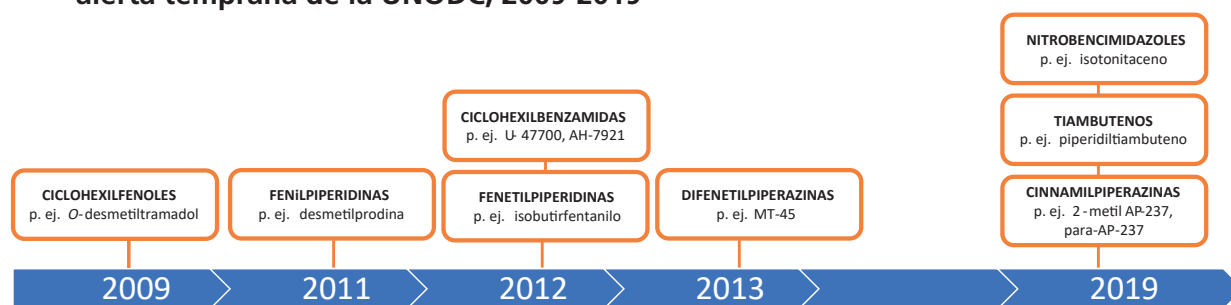 alerta temprana de la UNODC, 2009-2019
NITROBENCIMIDAZOLES
p. ej. isotonitaceno
CICLOHEXILBENZAMIDAS
p. ej. U- 47700, AH-7921
TIAMBUTENOS
p. ej. piperidiltiambuteno
CICLOHEXILFENOLES
p. ej. O-desmetiltramadol
FENiLPIPERIDINAS
p. ej. desmetilprodina
FENETILPIPERIDINAS
p. ej. isobutirfentanilo
DIFENETILPIPERAZINAS
p. ej. MT-45
CINNAMILPIPERAZINAS
p. ej. 2-metil AP-237,
para-AP-237
2009
2011
2012
2013
2019